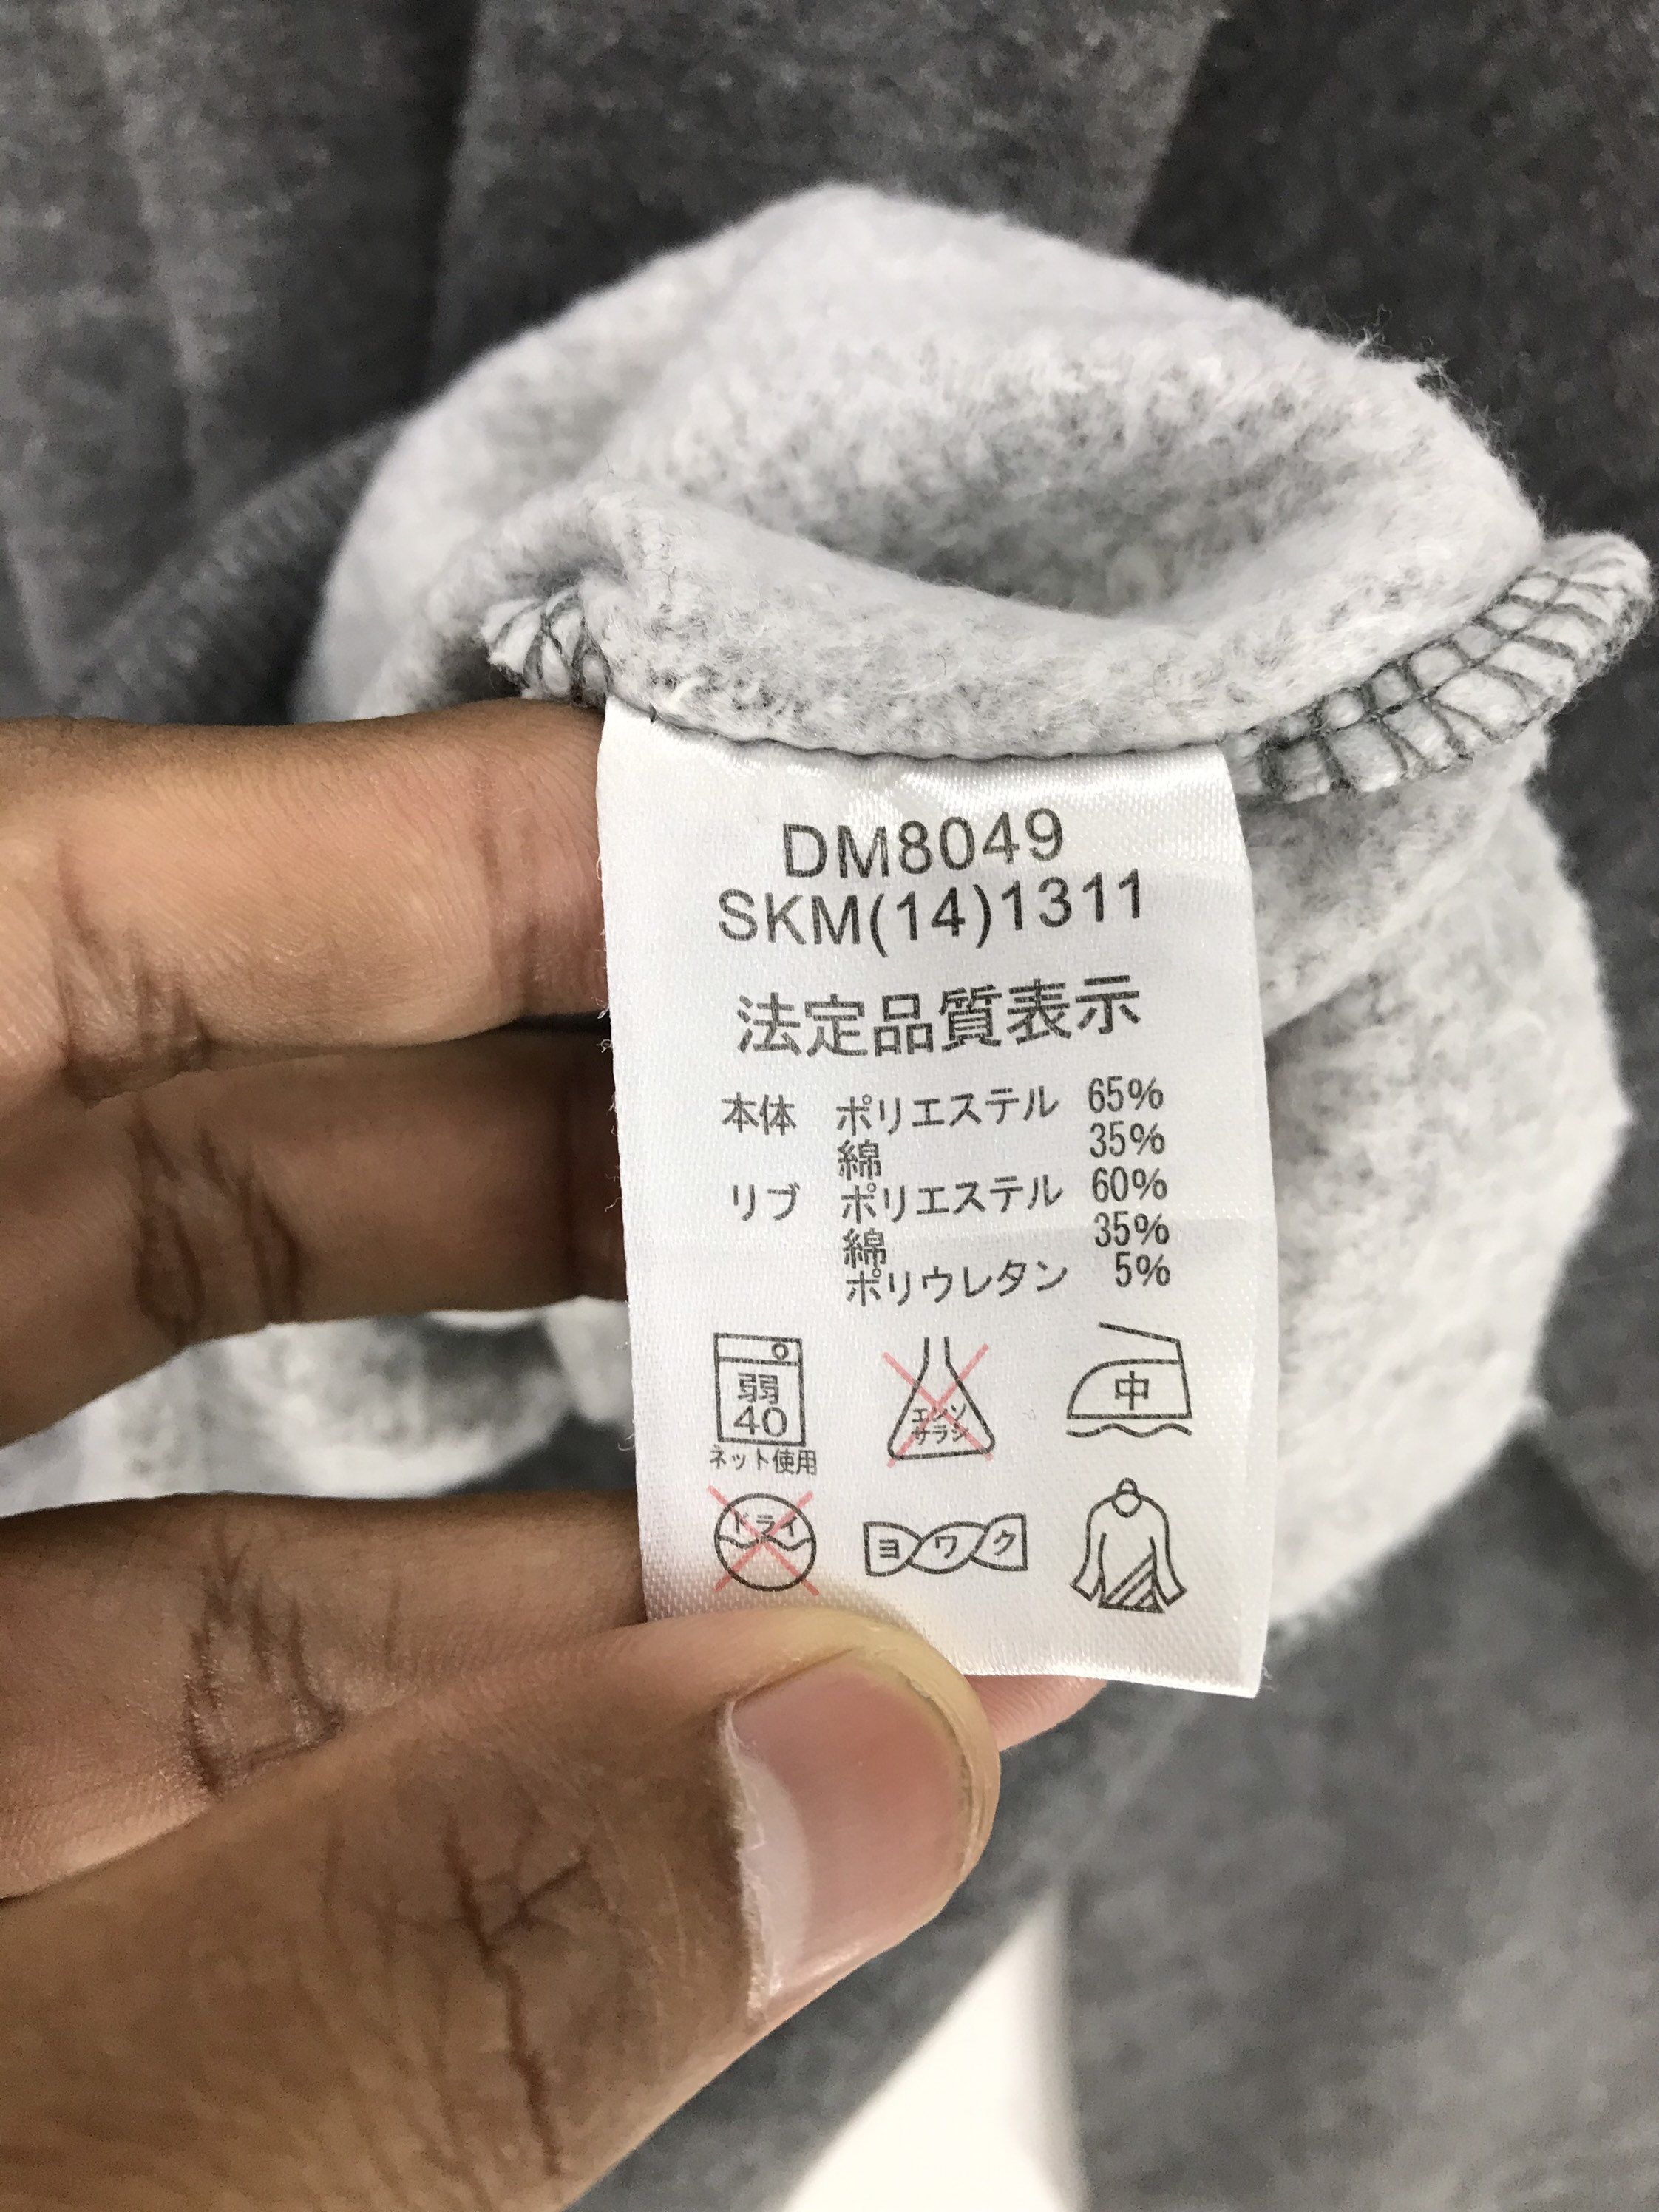 DM8049
SKM(14)1311
法定品質表示
本体 ポリエステル 65%
綿 35%
リブ ポリエステル 60%
綿 35%
ポリウレタン 5%
弱
40
ネット使用
エンソ
サラシ
中
ドライ
ヨワク